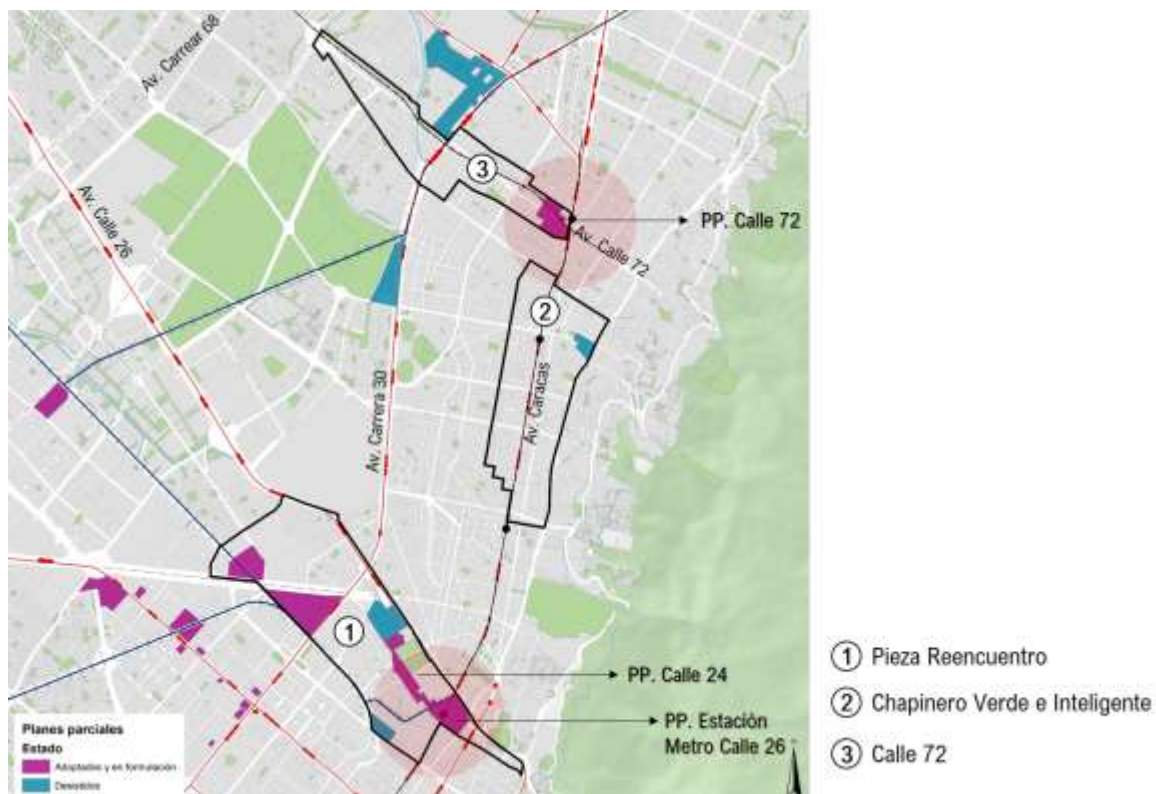 Av. Carrear 68
3
PP. Calle 72
Av. Calle 72
Av. Calle 26
2
Av. Caracas
Av. Carrera 30
1
PP. Calle 24
PP. Estación
Metro Calle 26
Planes parciales
Estado
Adoptados y en formulación
Desistidos
1 Pieza Reencuentro
2 Chapinero Verde e Inteligente
3 Calle 72